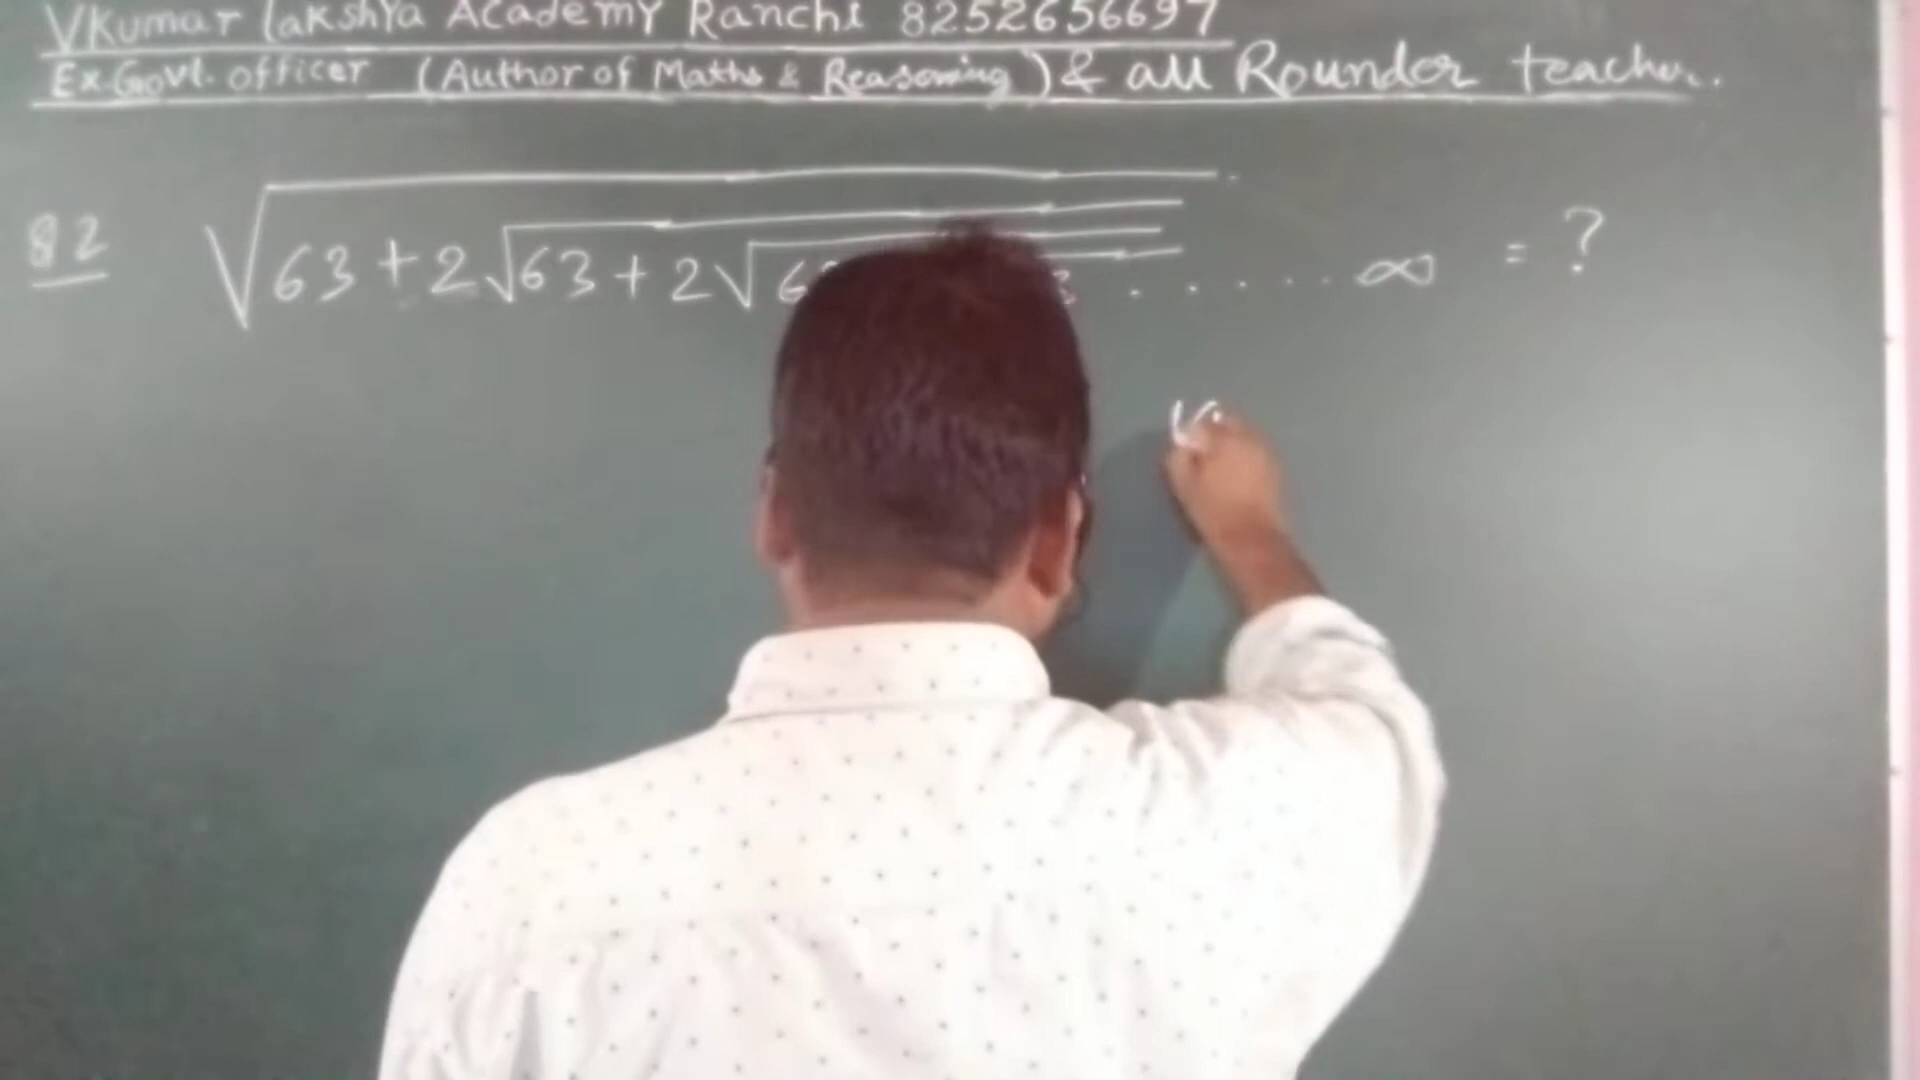 VKumar Lakshya Academy Ranchi 8252656697
Ex.Govt. officer (Author of Maths & Reasoning) & all Rounder teacher.
82 √63+2√63+2√6 3 . . . . . . ∞ = ?